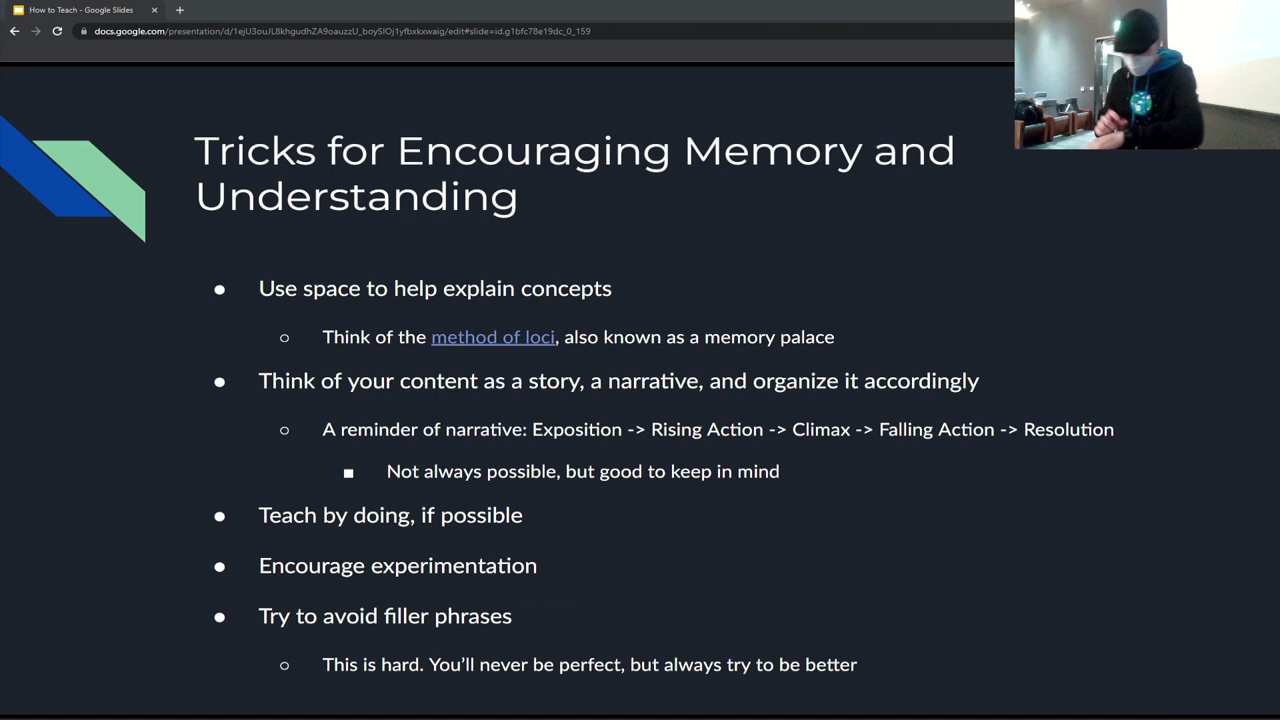 How to Teach - Google Slides
docs.google.com/presentation/d/1ejU3ouJL8khgudhZA9oauzzU_boySIOj1yfbxkxwaig/edit#slide=id.g1bfc78e19dc_0_159
Tricks for Encouraging Memory and
Understanding
● Use space to help explain concepts
○ Think of the method of loci, also known as a memory palace
● Think of your content as a story, a narrative, and organize it accordingly
○ A reminder of narrative: Exposition -> Rising Action -> Climax -> Falling Action -> Resolution
■ Not always possible, but good to keep in mind
● Teach by doing, if possible
● Encourage experimentation
● Try to avoid filler phrases
○ This is hard. You'll never be perfect, but always try to be better